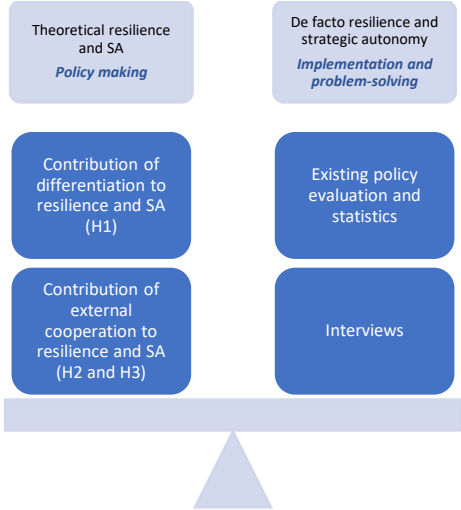 Theoretical resilience
and SA
Policy making
De facto resilience and
strategic autonomy
Implementation and
problem-solving
Contribution of
differentiation to
resilience and SA
(H1)
Existing policy
evaluation and
statistics
Contribution of
external
cooperation to
resilience and SA
(H2 and H3)
Interviews